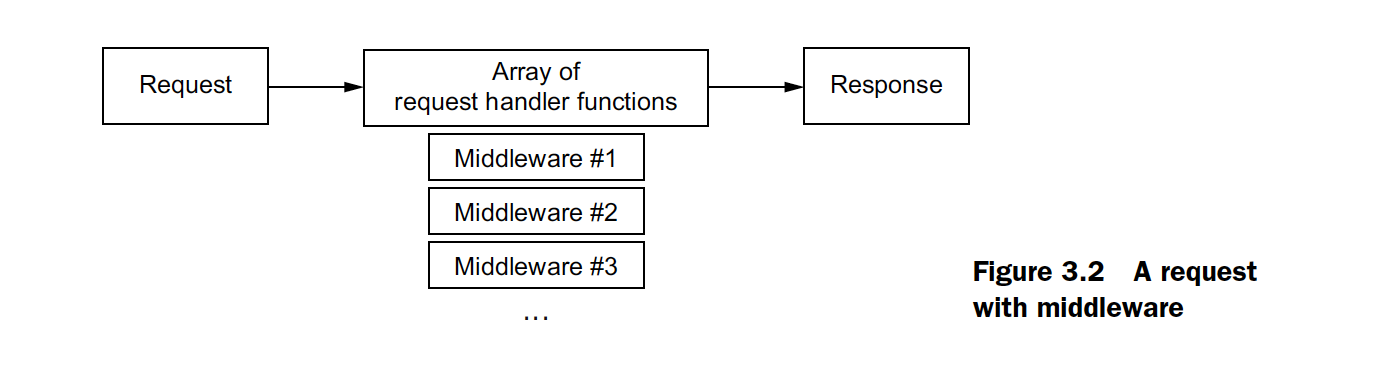 Request
Array of
request handler functions
Response
Middleware #1
Middleware #2
Middleware #3
...
Figure 3.2 A request
with middleware